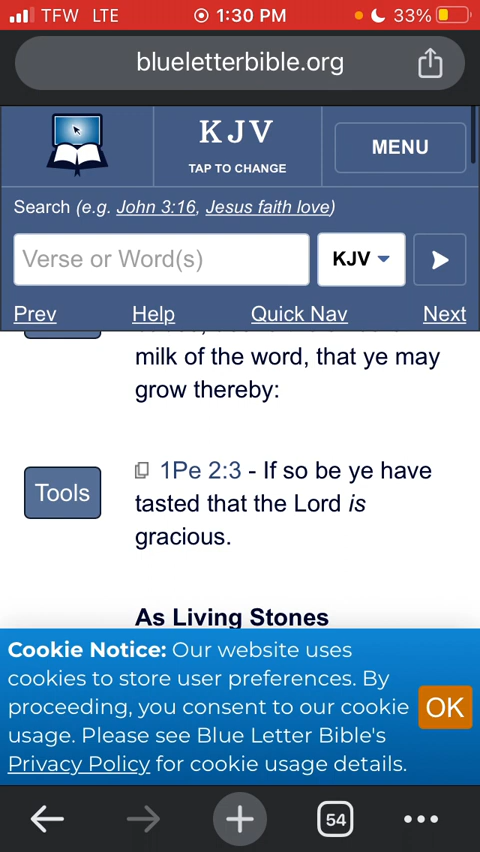 TFW LTE 1:30 PM 33%
blueletterbible.org
KJV
TAP TO CHANGE
MENU
Search (e.g. John 3:16, Jesus faith love)
Verse or Word(s) KJV
Prev Help Quick Nav Next
milk of the word, that ye may
grow thereby:
Tools
1Pe 2:3 - If so be ye have
tasted that the Lord is
gracious.
As Living Stones
Cookie Notice: Our website uses
cookies to store user preferences. By
proceeding, you consent to our cookie
usage. Please see Blue Letter Bible's
Privacy Policy for cookie usage details.
OK
54